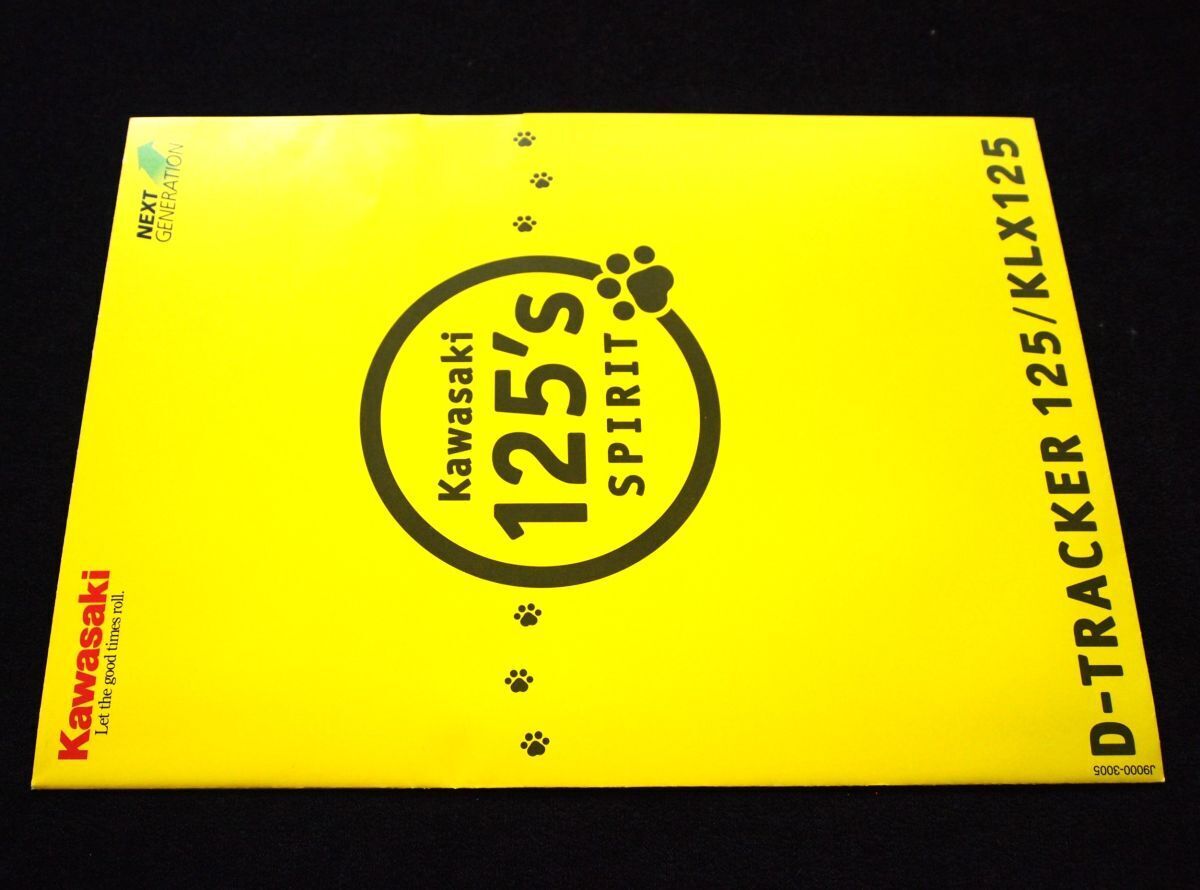 Kawasaki
Let the good times roll.
NEXT
GENERATION
Kawasaki
125's
SPIRIT
D-TRACKER 125/KLX125
J9000-3005